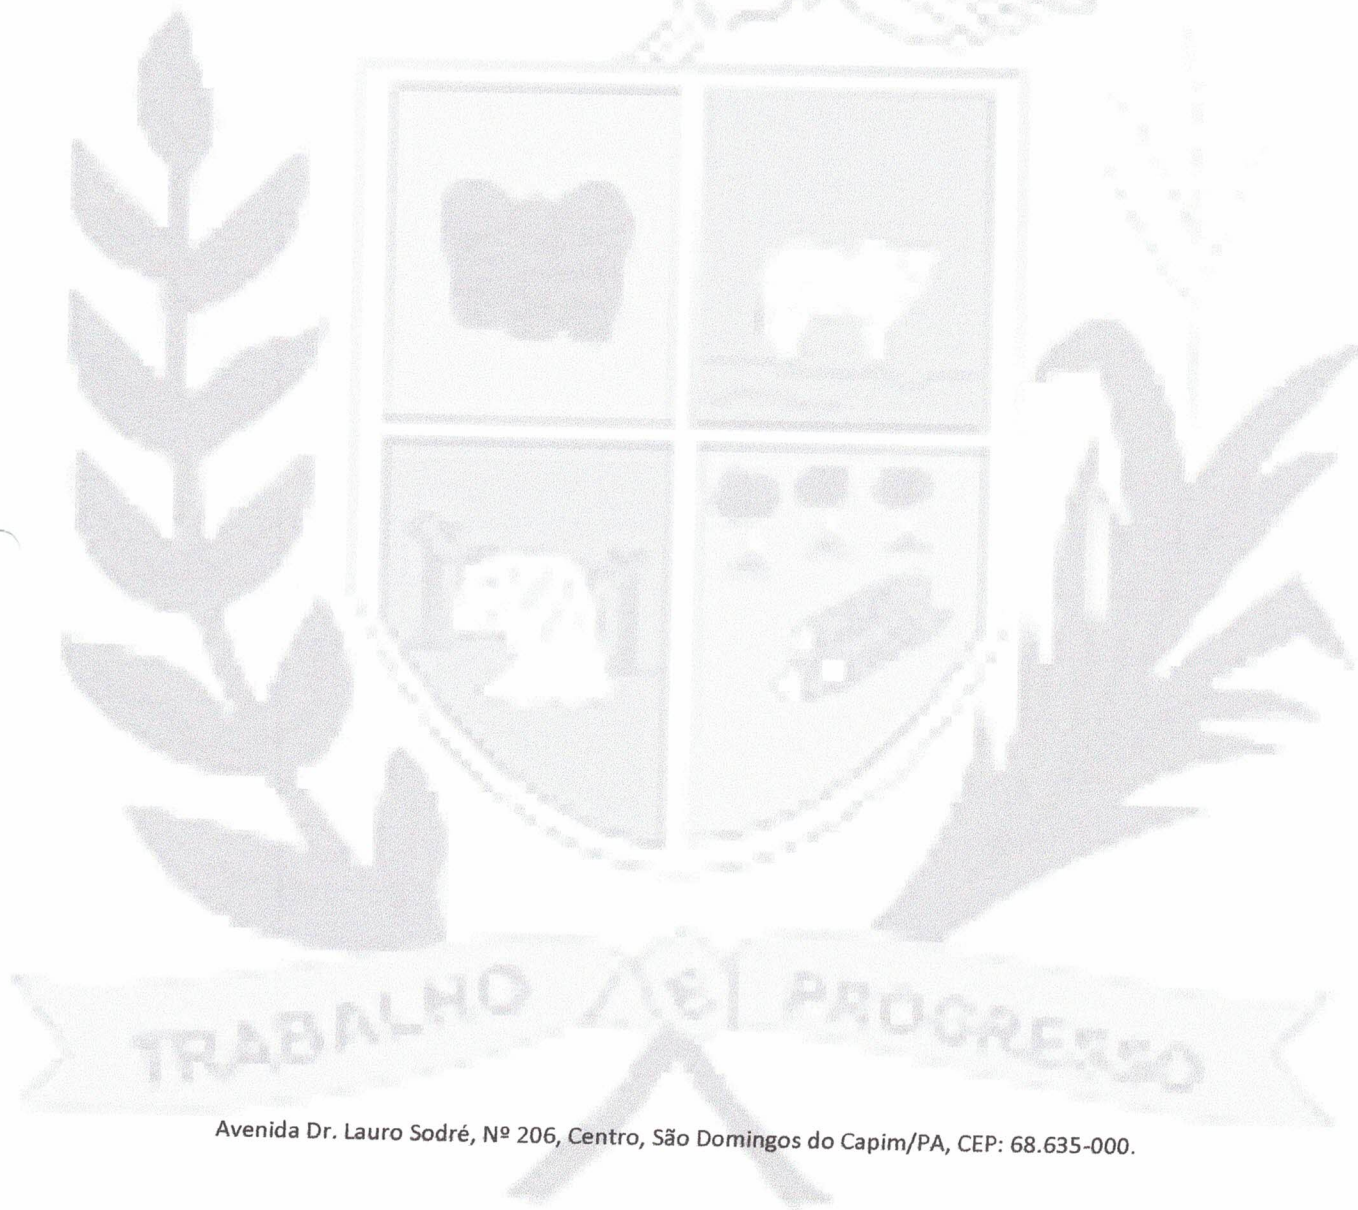 TRABALHO E PROGRESSO
Avenida Dr. Lauro Sodré, Nº 206, Centro, São Domingos do Capim/PA, CEP: 68.635-000.